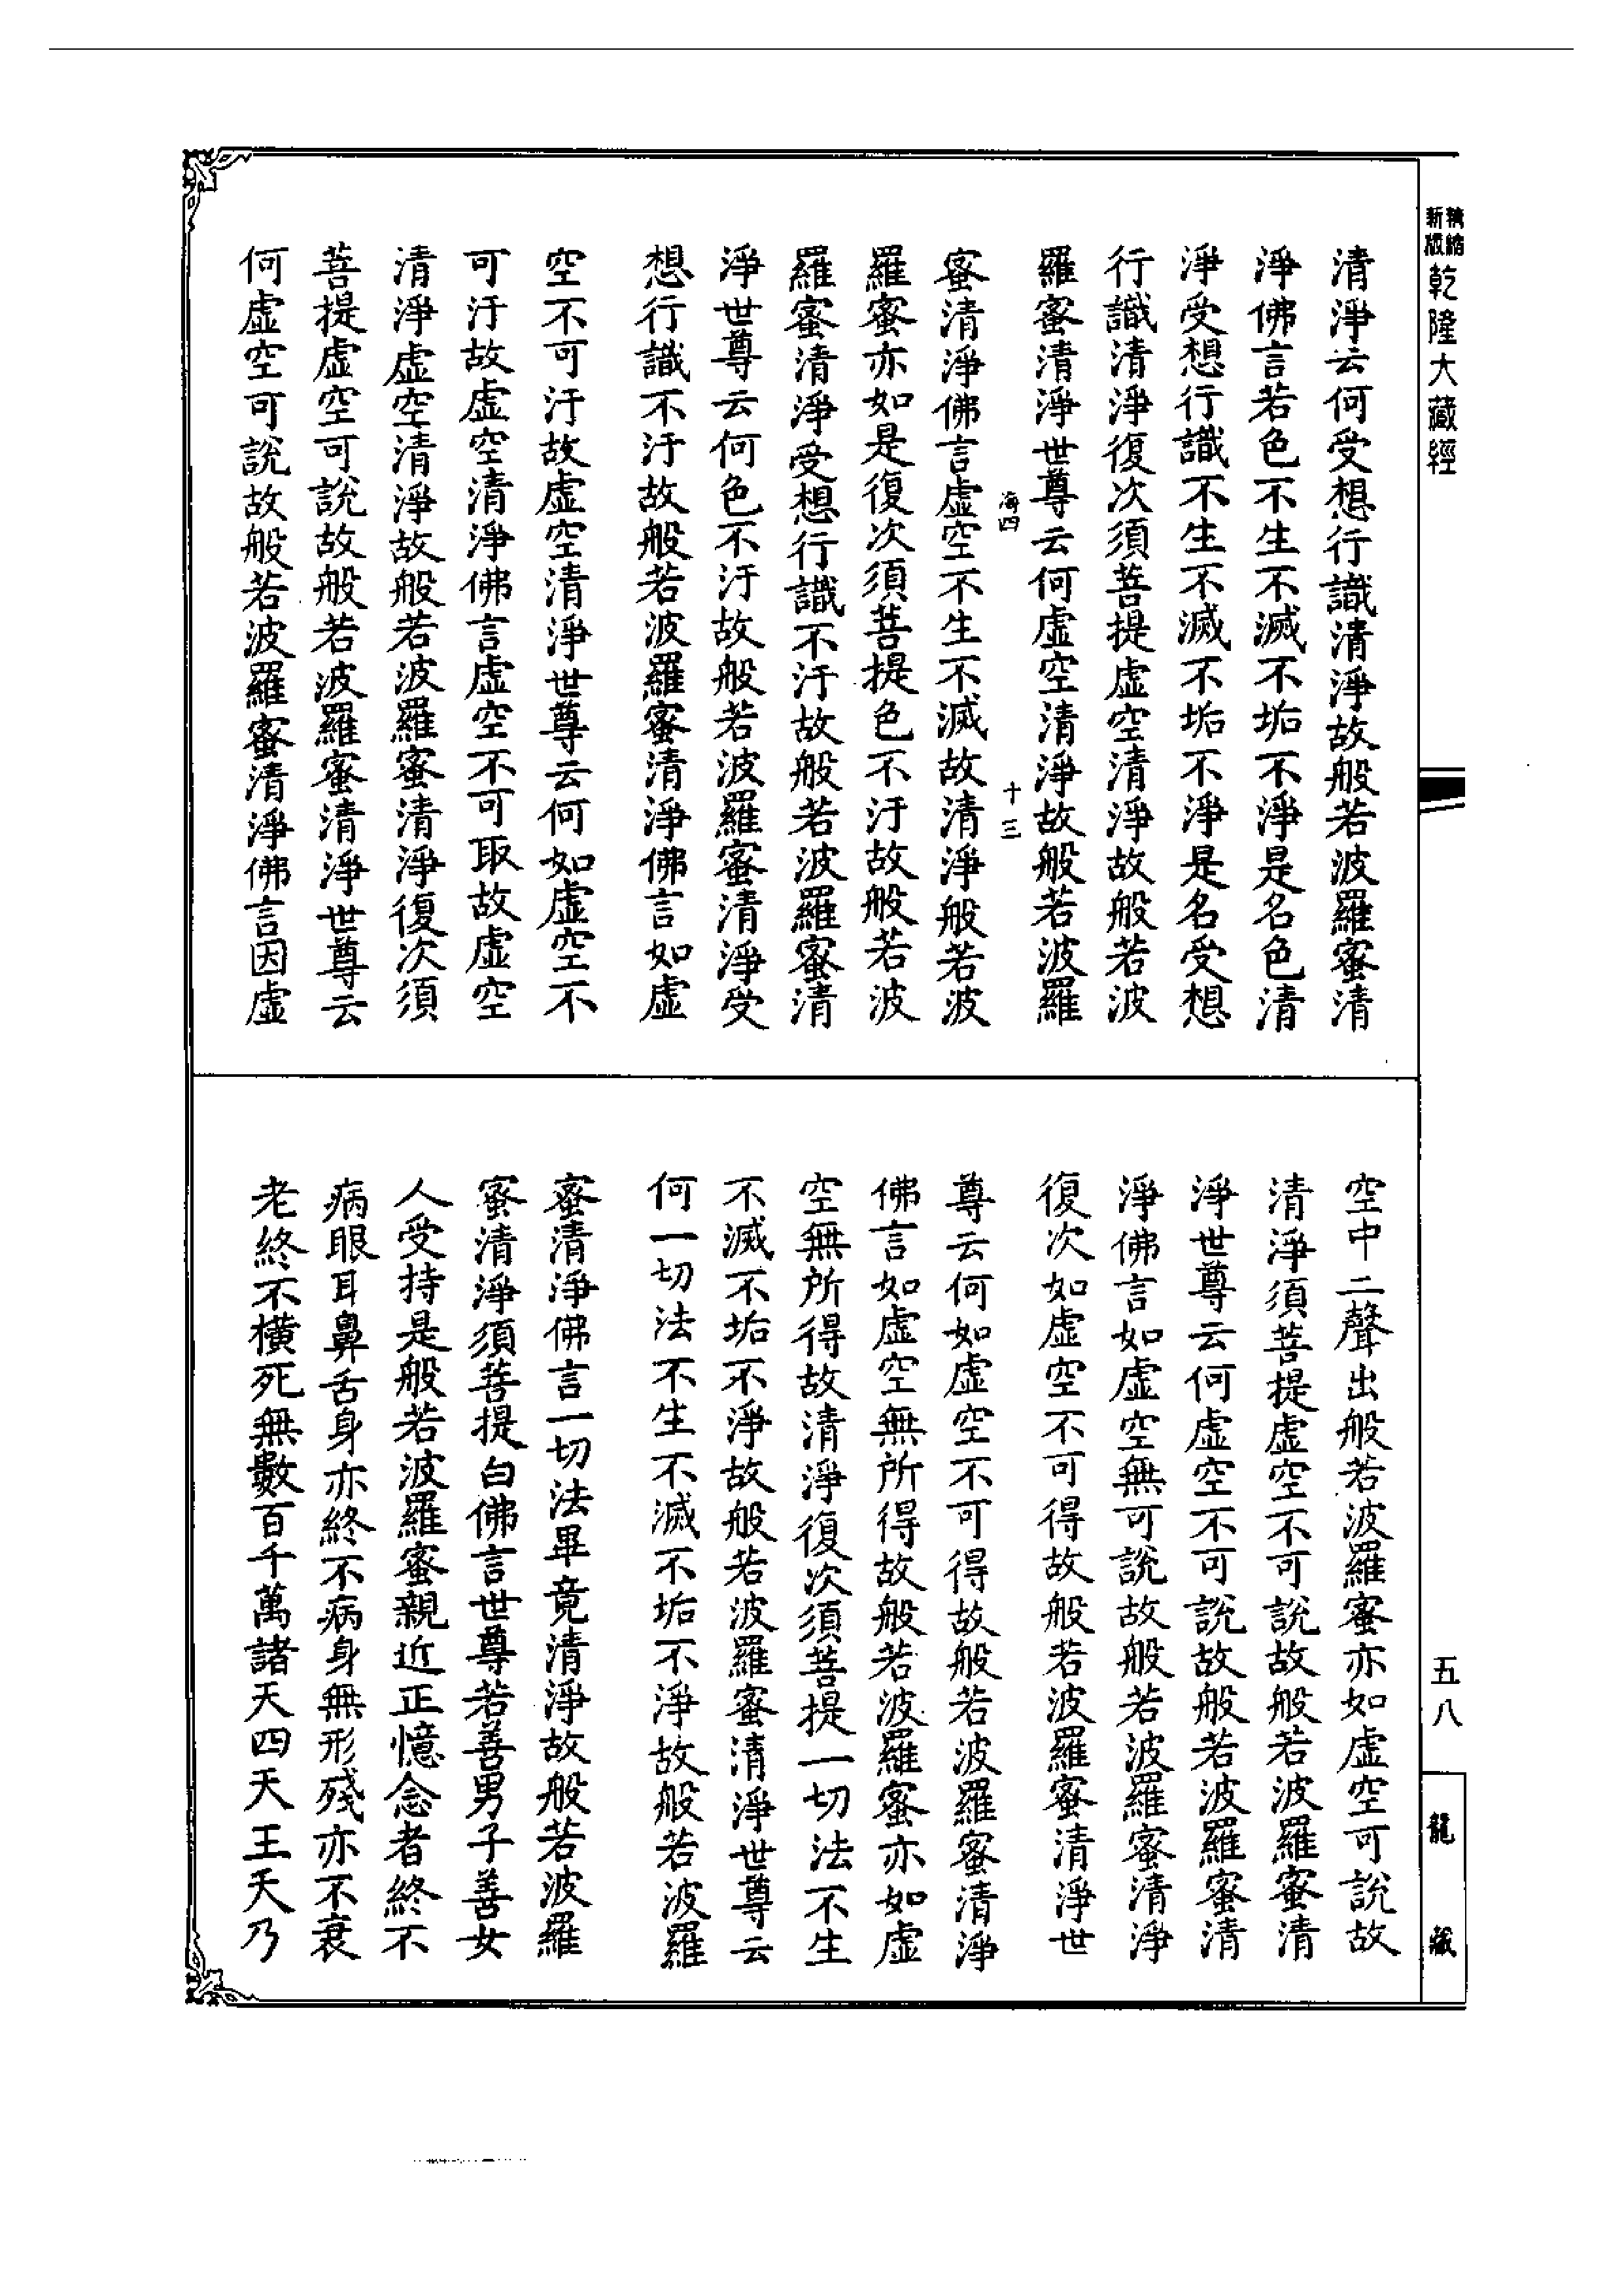 精縮
新版
乾隆大藏經
清淨云何受想行識清淨故般若波羅蜜清
淨佛言若色不生不滅不垢不淨是名色清
淨受想行識不生不滅不垢不淨是名受想
行識清淨復次須菩提虛空清淨故般若波
羅蜜清淨世尊云何虛空清淨故般若波羅
海四
十三
蜜清淨佛言虛空不生不滅故清淨般若波
羅蜜亦如是復次須菩提色不汙故般若波
羅蜜清淨受想行識不汙故般若波羅蜜清
淨世尊云何色不汙故般若波羅蜜清淨受
想行識不汙故般若波羅蜜清淨佛言如虛
空不可汙故虛空清淨世尊云何如虛空不
可汙故虛空清淨佛言虛空不可取故虛空
清淨虛空清淨故般若波羅蜜清淨復次須
菩提虛空可說故般若波羅蜜清淨世尊云
何虛空可說故般若波羅蜜清淨佛言因虛
空中二聲出般若波羅蜜亦如虛空可說故
清淨須菩提虛空不可說故般若波羅蜜清
淨世尊云何虛空不可說故般若波羅蜜清
淨佛言如虛空無可說故般若波羅蜜清淨
復次如虛空不可得故般若波羅蜜清淨世
尊云何如虛空不可得故般若波羅蜜清淨
佛言如虛空無所得故般若波羅蜜亦如虛
空無所得故清淨復次須菩提一切法不生
不滅不垢不淨故般若波羅蜜清淨世尊云
何一切法不生不滅不垢不淨故般若波羅
蜜清淨佛言一切法畢竟清淨故般若波羅
蜜清淨須菩提白佛言世尊若善男子善女
人受持是般若波羅蜜親近正憶念者終不
病眼耳鼻舌身亦終不病身無形殘亦不衰
老終不橫死無數百千萬諸天四天王天乃
五八
龍藏